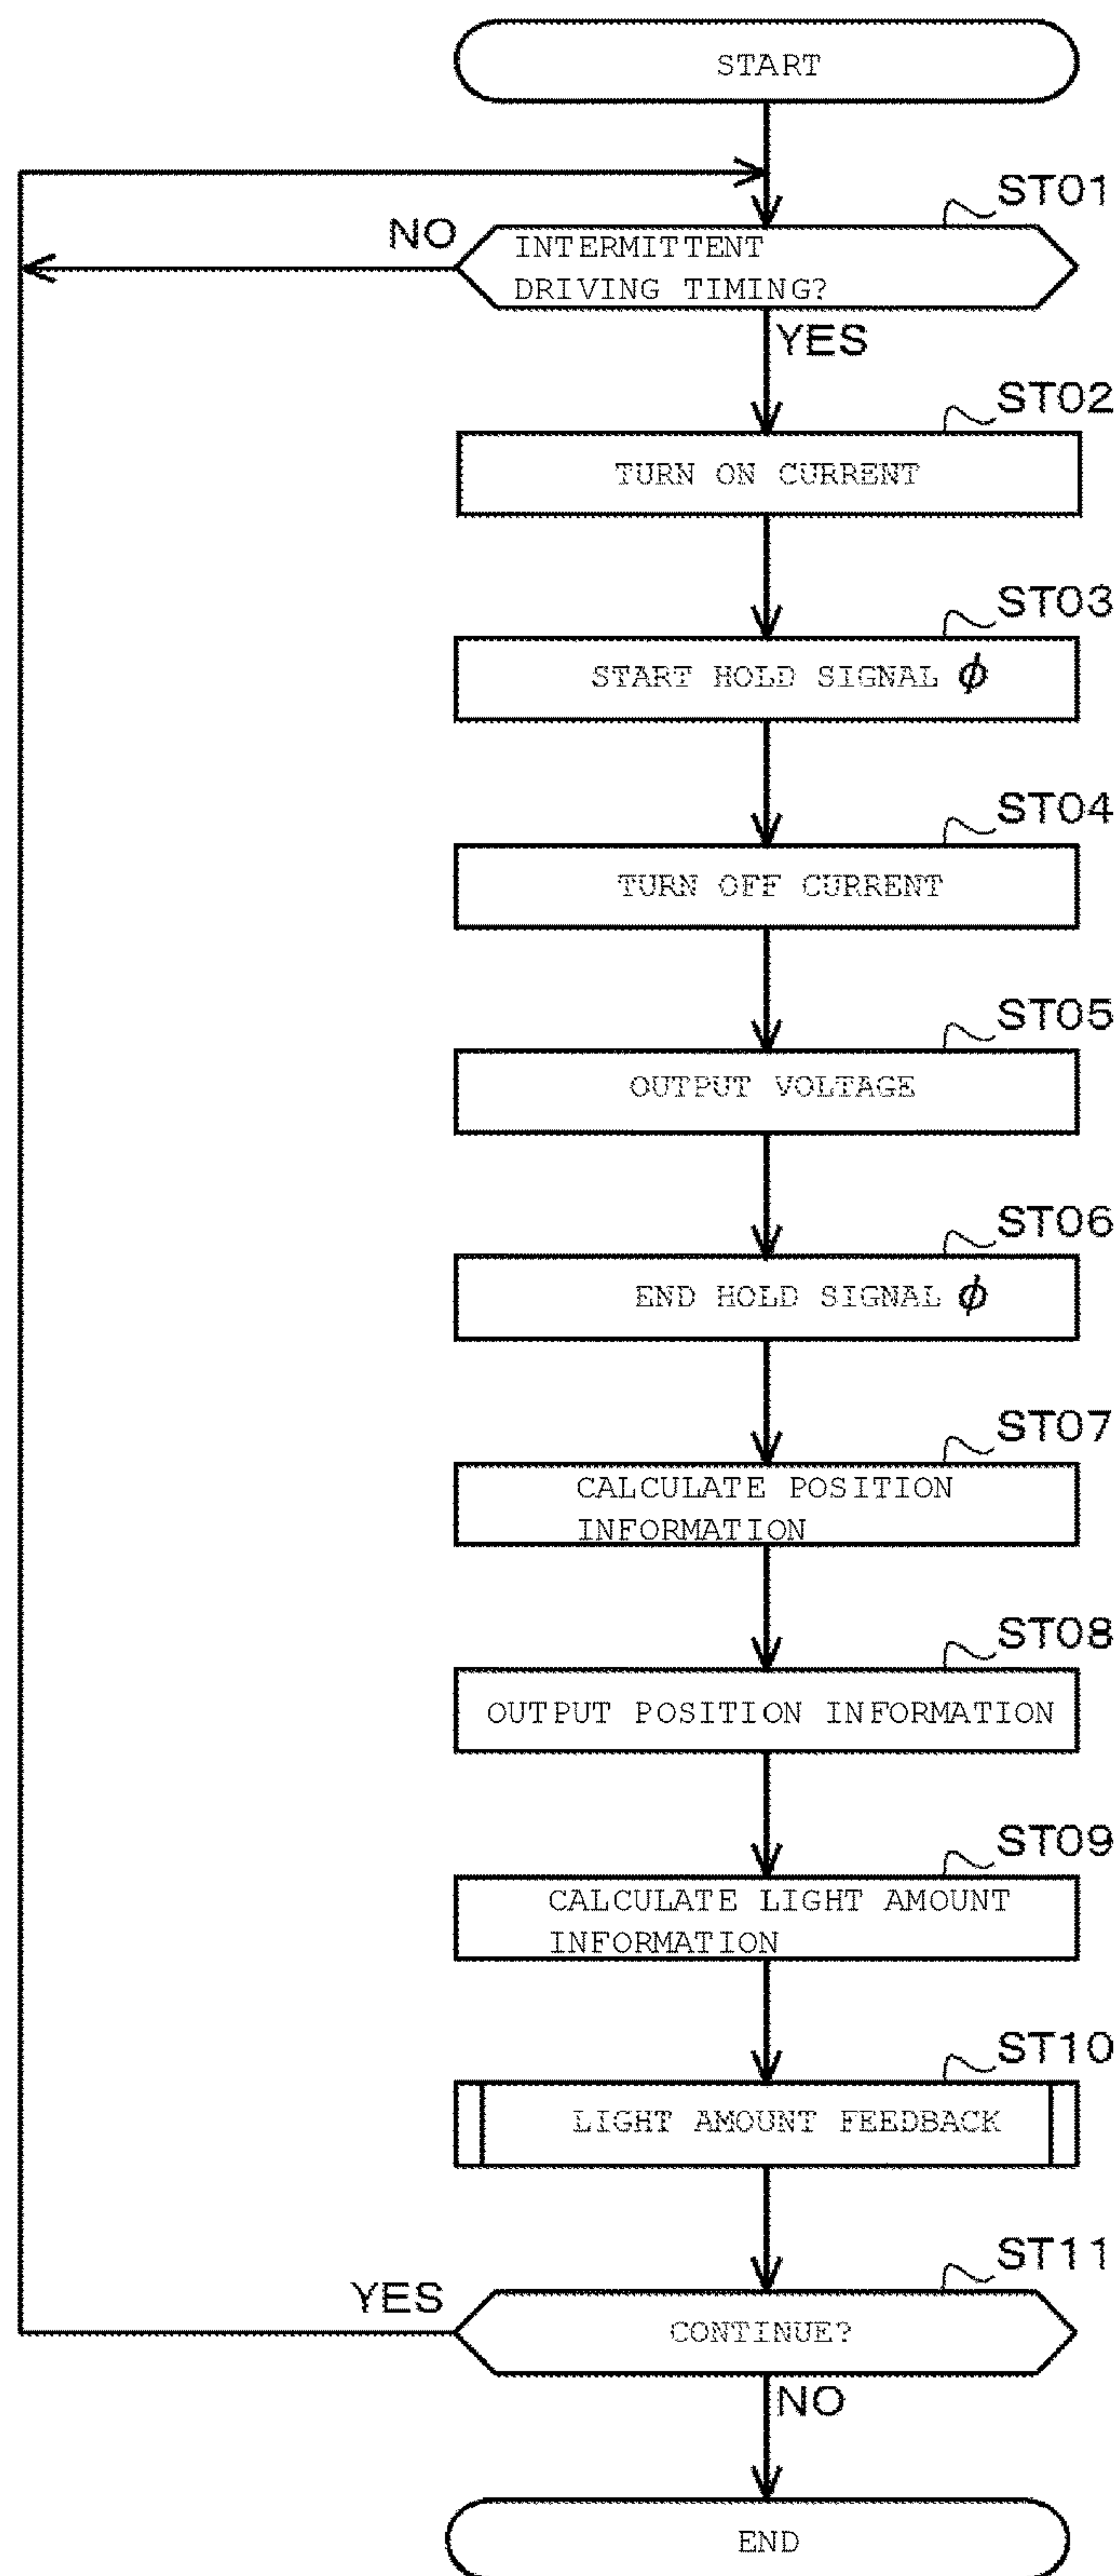 START
ST01
NO
INTERMITTENT
DRIVING TIMING?
YES
ST02
TURN ON CURRENT
ST03
START HOLD SIGNAL ϕ
ST04
TURN OFF CURRENT
ST05
OUTPUT VOLTAGE
ST06
END HOLD SIGNAL ϕ
ST07
CALCULATE POSITION
INFORMATION
ST08
OUTPUT POSITION INFORMATION
ST09
CALCULATE LIGHT AMOUNT
INFORMATION
ST10
LIGHT AMOUNT FEEDBACK
ST11
YES
CONTINUE?
NO
END